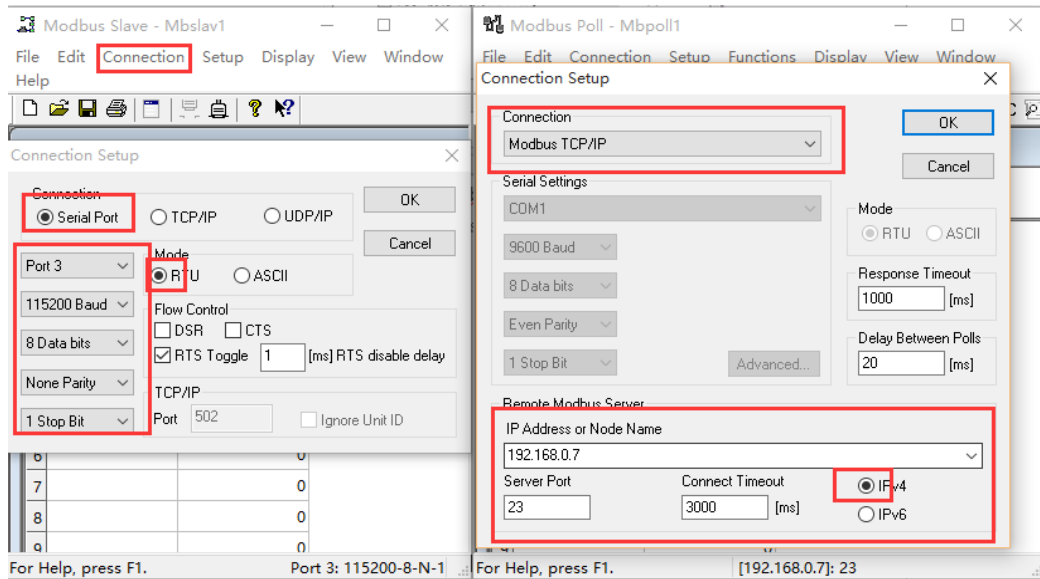 Modbus Slave - Mbslav1
File Edit Connection Setup Display View Window
Help
Connection Setup
Connection
Serial Port TCP/IP UDP/IP
OK
Cancel
Port 3
115200 Baud
8 Data bits
None Parity
1 Stop Bit
Mode
RTU ASCII
Flow Control
DSR CTS
RTS Toggle 1 [ms] RTS disable delay
TCP/IP
Port 502 Ignore Unit ID
6 0
7 0
8 0
9 0
For Help, press F1. Port 3: 115200-8-N-1
Modbus Poll - Mbpoll1
File Edit Connection Setup Functions Display View Window
Connection Setup
Connection
Modbus TCP/IP
OK
Cancel
Serial Settings
COM1
9600 Baud
8 Data bits
Even Parity
1 Stop Bit
Advanced...
Mode
RTU ASCII
Response Timeout
1000 [ms]
Delay Between Polls
20 [ms]
Remote Modbus Server
IP Address or Node Name
192.168.0.7
Server Port Connect Timeout
23 3000 [ms]
IPv4
IPv6
For Help, press F1. [192.168.0.7]: 23